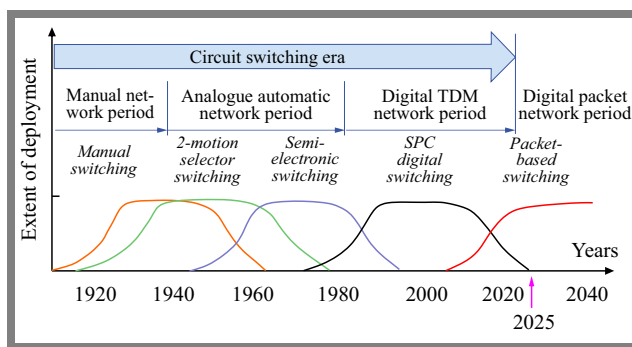 Circuit switching era
Manual net-
work period
Analogue automatic
network period
Digital TDM
network period
Digital packet
network period
Manual
switching
2-motion
selector
switching
Semi-
electronic
switching
SPC
digital
switching
Packet-
based
switching
Extent of deployment
Years
1920
1940
1960
1980
2000
2020
2040
2025